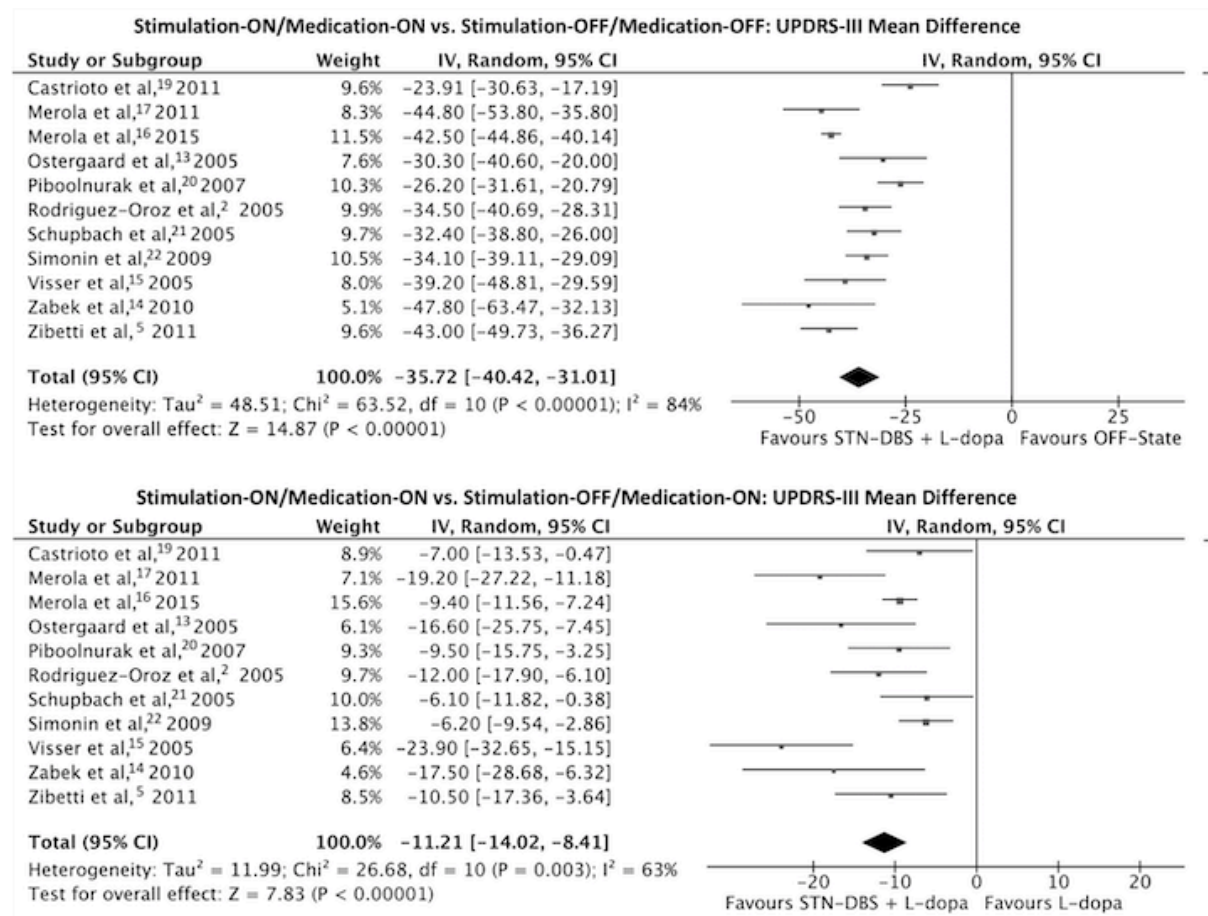 Stimulation-ON/Medication-ON vs. Stimulation-OFF/Medication-OFF: UPDRS-III Mean Difference
Study or Subgroup Weight IV, Random, 95% CI IV, Random, 95% CI
Castrioto et al,¹⁹ 2011 9.6% −23.91 [−30.63, −17.19]
Merola et al,¹⁷ 2011 8.3% −44.80 [−53.80, −35.80]
Merola et al,¹⁶ 2015 11.5% −42.50 [−44.86, −40.14]
Ostergaard et al,¹³ 2005 7.6% −30.30 [−40.60, −20.00]
Piboolnurak et al,²⁰ 2007 10.3% −26.20 [−31.61, −20.79]
Rodriguez-Oroz et al,² 2005 9.9% −34.50 [−40.69, −28.31]
Schupbach et al,²¹ 2005 9.7% −32.40 [−38.80, −26.00]
Simonin et al,²² 2009 10.5% −34.10 [−39.11, −29.09]
Visser et al,¹⁵ 2005 8.0% −39.20 [−48.81, −29.59]
Zabek et al,¹⁴ 2010 5.1% −47.80 [−63.47, −32.13]
Zibetti et al,⁵ 2011 9.6% −43.00 [−49.73, −36.27]
Total (95% CI) 100.0% −35.72 [−40.42, −31.01]
Heterogeneity: Tau² = 48.51; Chi² = 63.52, df = 10 (P < 0.00001); I² = 84%
Test for overall effect: Z = 14.87 (P < 0.00001)
−50 −25 0 25
Favours STN-DBS + L-dopa Favours OFF-State
Stimulation-ON/Medication-ON vs. Stimulation-OFF/Medication-ON: UPDRS-III Mean Difference
Study or Subgroup Weight IV, Random, 95% CI IV, Random, 95% CI
Castrioto et al,¹⁹ 2011 8.9% −7.00 [−13.53, −0.47]
Merola et al,¹⁷ 2011 7.1% −19.20 [−27.22, −11.18]
Merola et al,¹⁶ 2015 15.6% −9.40 [−11.56, −7.24]
Ostergaard et al,¹³ 2005 6.1% −16.60 [−25.75, −7.45]
Piboolnurak et al,²⁰ 2007 9.3% −9.50 [−15.75, −3.25]
Rodriguez-Oroz et al,² 2005 9.7% −12.00 [−17.90, −6.10]
Schupbach et al,²¹ 2005 10.0% −6.10 [−11.82, −0.38]
Simonin et al,²² 2009 13.8% −6.20 [−9.54, −2.86]
Visser et al,¹⁵ 2005 6.4% −23.90 [−32.65, −15.15]
Zabek et al,¹⁴ 2010 4.6% −17.50 [−28.68, −6.32]
Zibetti et al,⁵ 2011 8.5% −10.50 [−17.36, −3.64]
Total (95% CI) 100.0% −11.21 [−14.02, −8.41]
Heterogeneity: Tau² = 11.99; Chi² = 26.68, df = 10 (P = 0.003); I² = 63%
Test for overall effect: Z = 7.83 (P < 0.00001)
−20 −10 0 10 20
Favours STN-DBS + L-dopa Favours L-dopa